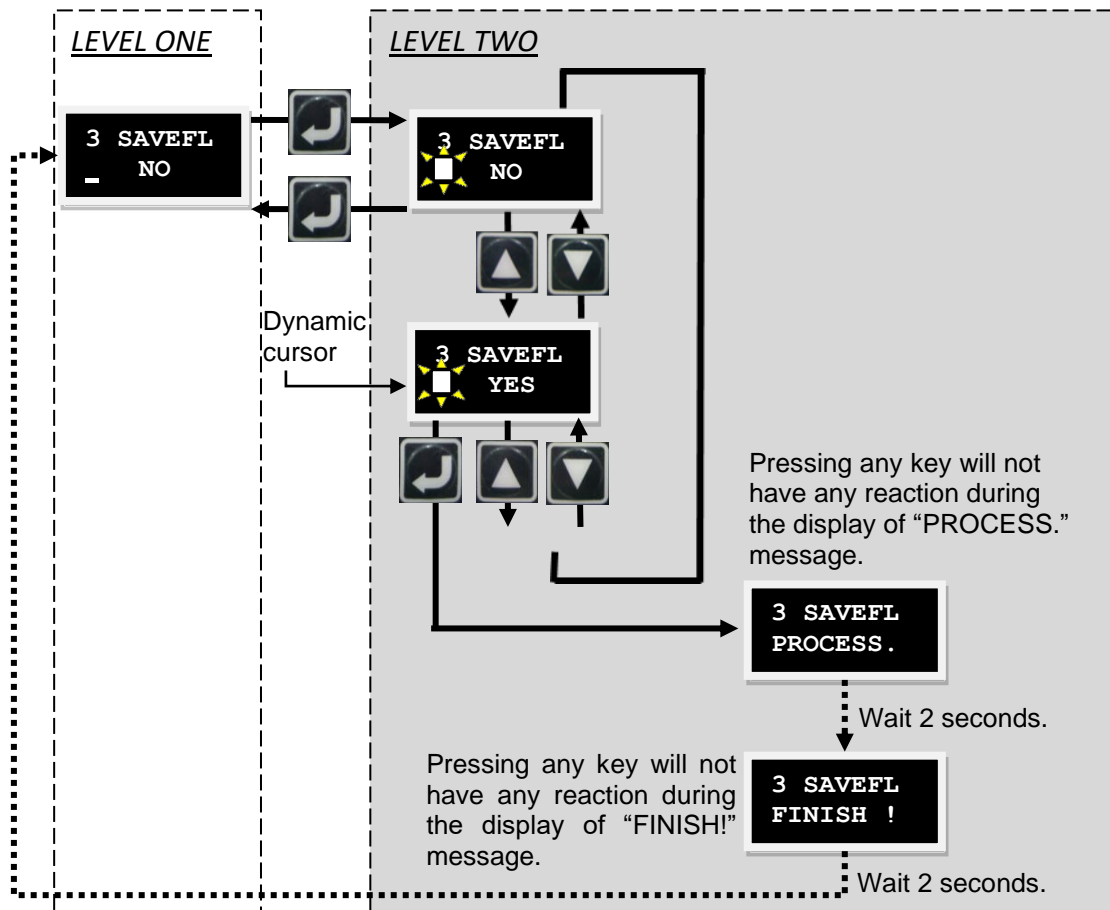 LEVEL ONE
LEVEL TWO
3 SAVEFL
_ NO
3 SAVEFL
NO
Dynamic
cursor
3 SAVEFL
YES
Pressing any key will not
have any reaction during
the display of “PROCESS.”
message.
3 SAVEFL
PROCESS.
Wait 2 seconds.
Pressing any key will not
have any reaction during
the display of “FINISH!”
message.
3 SAVEFL
FINISH !
Wait 2 seconds.